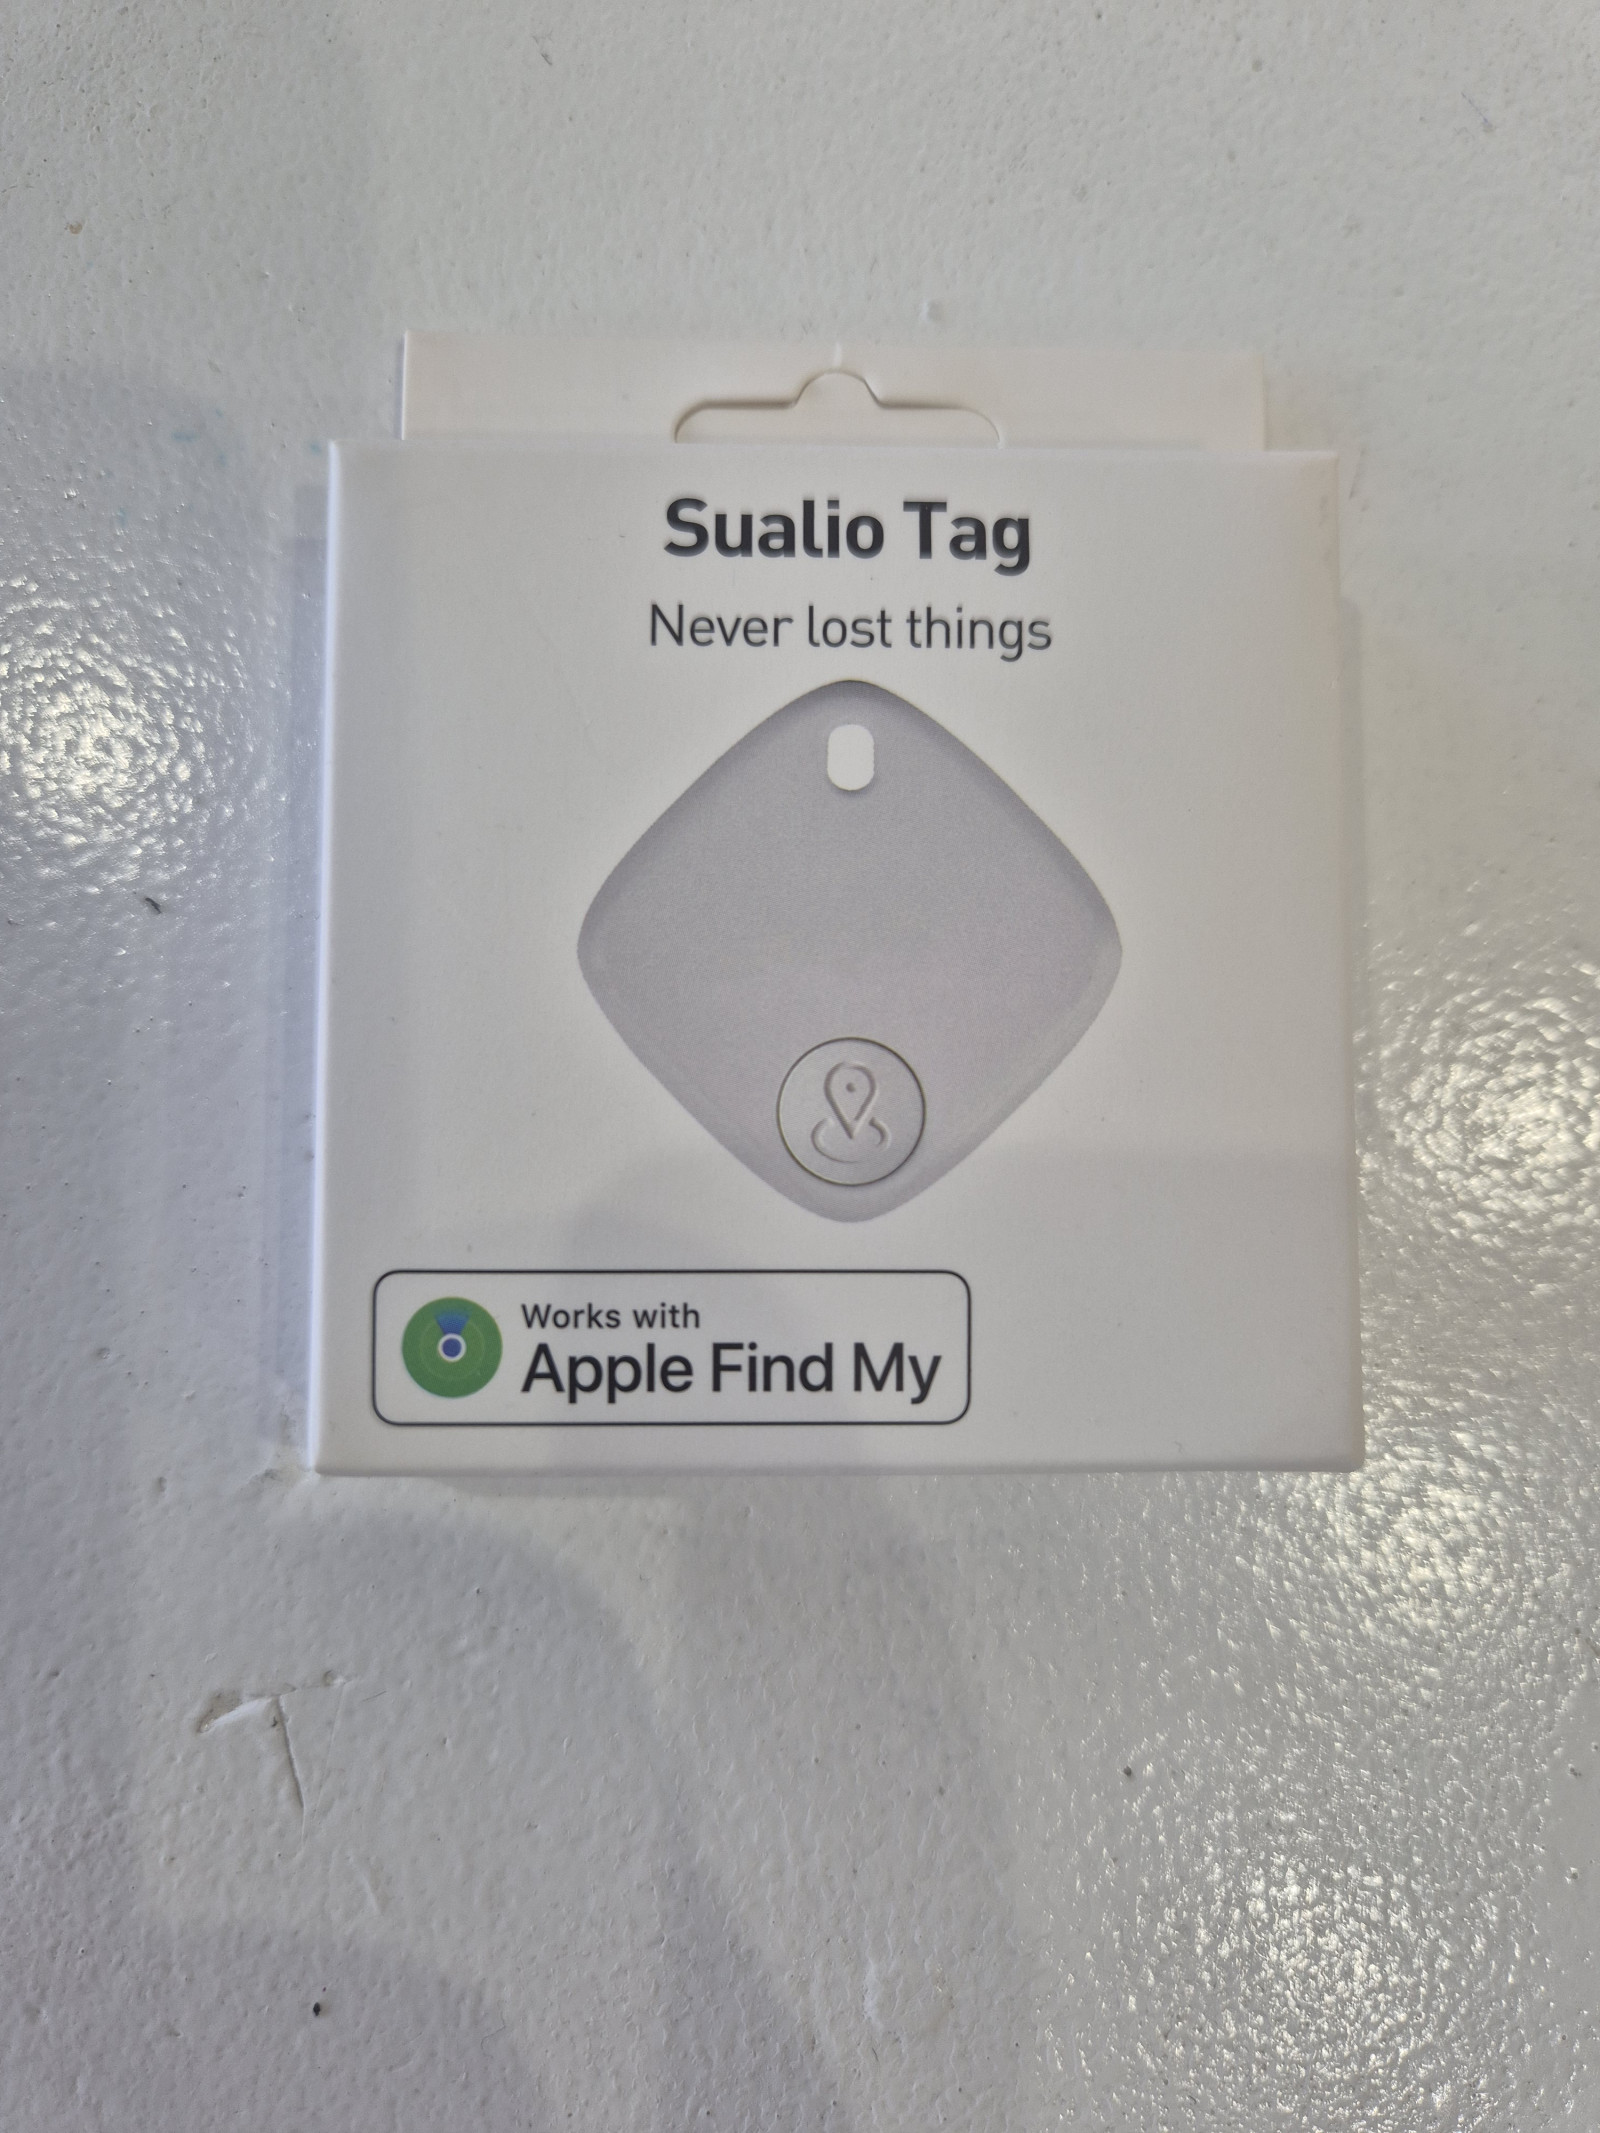 Sualio Tag
Never lost things
Works with
Apple Find My